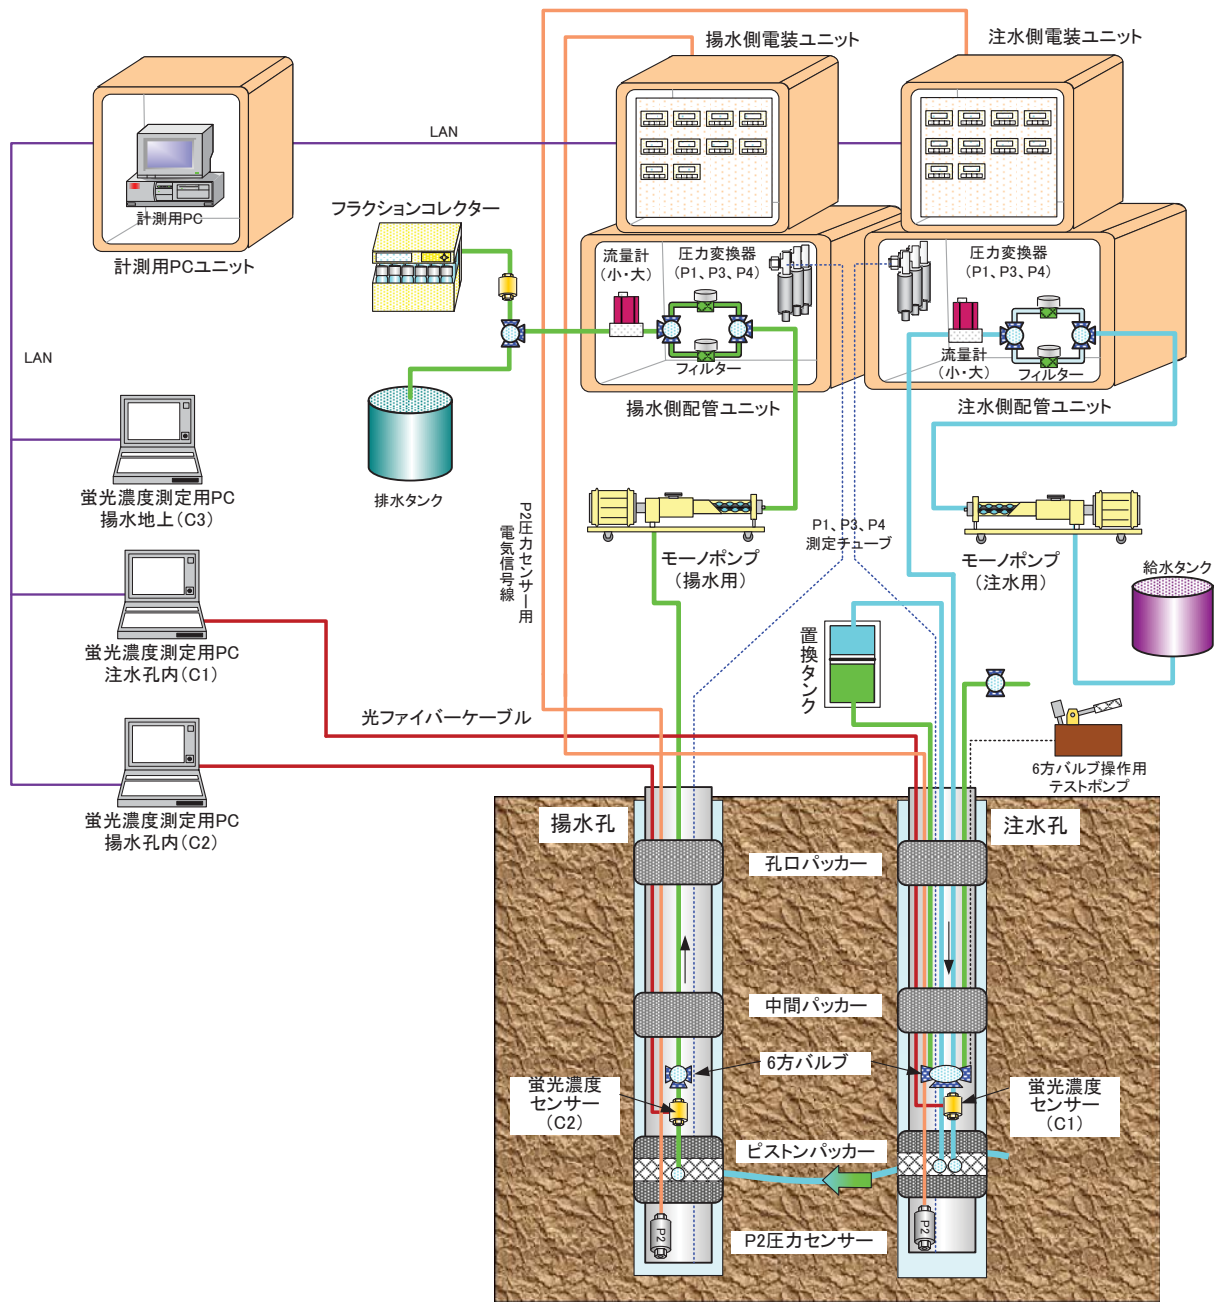 揚水側電装ユニット
注水側電装ユニット
LAN
計測用PC
計測用PCユニット
フラクションコレクター
流量計
(小・大)
圧力変換器
(P1、P3、P4)
フィルター
揚水側配管ユニット
圧力変換器
(P1、P3、P4)
流量計
(小・大)
フィルター
注水側配管ユニット
LAN
蛍光濃度測定用PC
揚水地上(C3)
排水タンク
P2圧力センサー用
電気信号線
モーノポンプ
(揚水用)
P1、P3、P4
測定チューブ
モーノポンプ
(注水用)
給水タンク
蛍光濃度測定用PC
注水孔内(C1)
置換タンク
光ファイバーケーブル
6方バルブ操作用
テストポンプ
蛍光濃度測定用PC
揚水孔内(C2)
揚水孔
注水孔
孔口パッカー
中間パッカー
6方バルブ
蛍光濃度
センサー
(C2)
蛍光濃度
センサー
(C1)
ピストンパッカー
P2圧力センサー
P2
P2